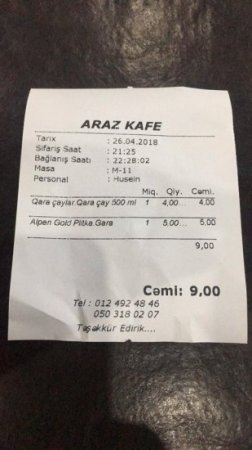 ARAZ KAFE
Tarix : 26.04.2018
Sifariş Saat : 21:25
Bağlanış Saatı : 22:28:02
Masa : M-11
Personal : Husein
Miq. Qiy. Cəmi.
Qara çaylar Qara çay 500 ml 1 4,00... 4,00
Alpen Gold Plitka Qara 1 5,00... 5,00
9,00
Cəmi: 9,00
Tel : 012 492 48 46
050 318 02 07
Təşəkkür Edirik....